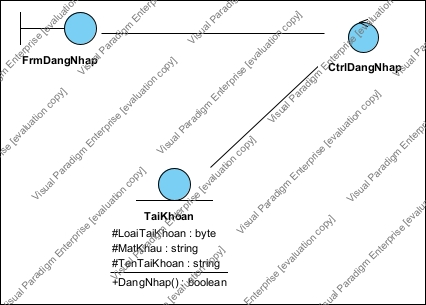 FrmDangNhap
CtrlDangNhap
TaiKhoan
#LoaiTaiKhoan : byte
#MatKhau : string
#TenTaiKhoan : string
+DangNhap() : boolean
Visual Paradigm Enterprise [evaluation copy]